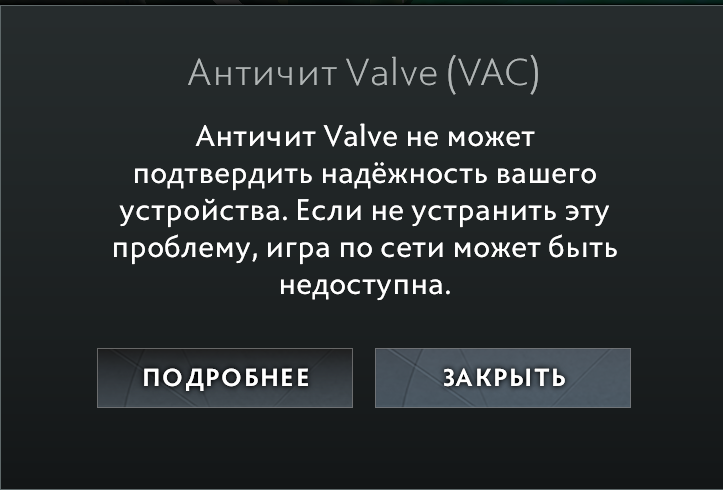 Античит Valve (VAC)
Античит Valve не может
подтвердить надёжность вашего
устройства. Если не устранить эту
проблему, игра по сети может быть
недоступна.
ПОДРОБНЕЕ
ЗАКРЫТЬ